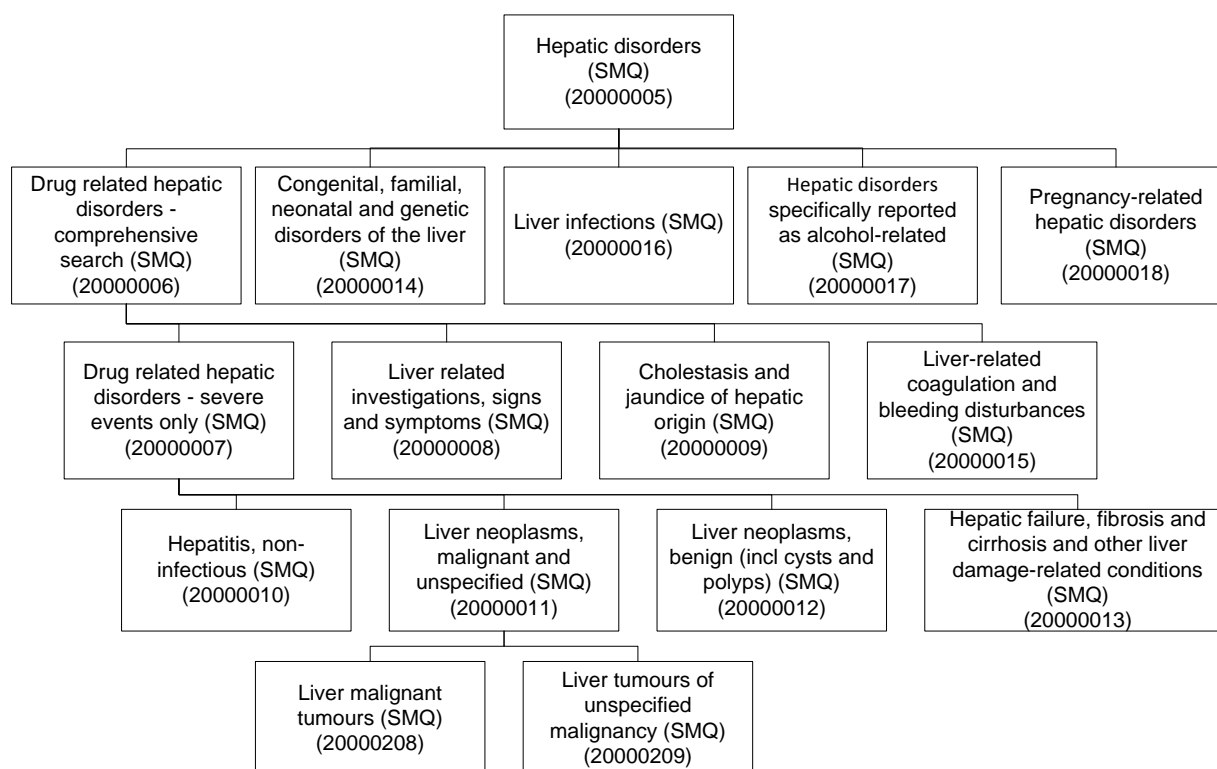 Hepatic disorders
(SMQ)
(20000005)
Drug related hepatic
disorders -
comprehensive
search (SMQ)
(20000006)
Congenital, familial,
neonatal and genetic
disorders of the liver
(SMQ)
(20000014)
Liver infections (SMQ)
(20000016)
Hepatic disorders
specifically reported
as alcohol-related
(SMQ)
(20000017)
Pregnancy-related
hepatic disorders
(SMQ)
(20000018)
Drug related hepatic
disorders - severe
events only (SMQ)
(20000007)
Liver related
investigations, signs
and symptoms (SMQ)
(20000008)
Cholestasis and
jaundice of hepatic
origin (SMQ)
(20000009)
Liver-related
coagulation and
bleeding disturbances
(SMQ)
(20000015)
Hepatitis, non-
infectious (SMQ)
(20000010)
Liver neoplasms,
malignant and
unspecified (SMQ)
(20000011)
Liver neoplasms,
benign (incl cysts and
polyps) (SMQ)
(20000012)
Hepatic failure, fibrosis and
cirrhosis and other liver
damage-related conditions
(SMQ)
(20000013)
Liver malignant
tumours (SMQ)
(20000208)
Liver tumours of
unspecified
malignancy (SMQ)
(20000209)